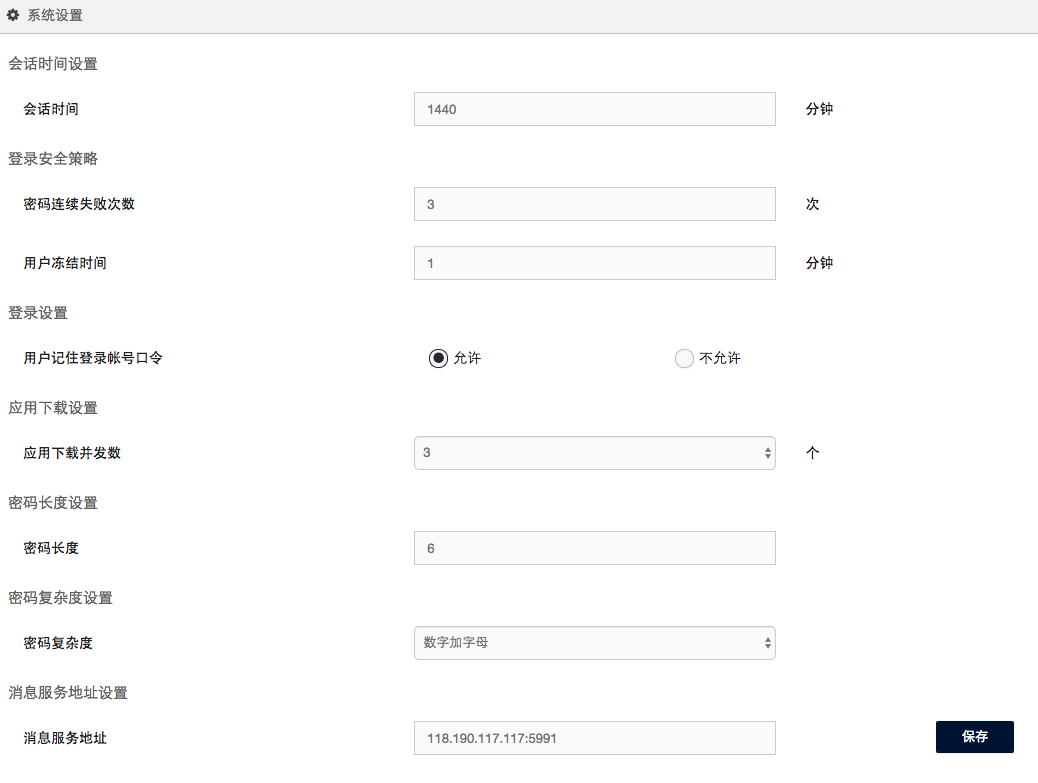 系统设置
会话时间设置
会话时间 1440 分钟
登录安全策略
密码连续失败次数 3 次
用户冻结时间 1 分钟
登录设置
用户记住登录帐号口令 允许 不允许
应用下载设置
应用下载并发数 3 个
密码长度设置
密码长度 6
密码复杂度设置
密码复杂度 数字加字母
消息服务地址设置
消息服务地址 118.190.117.117:5991 保存